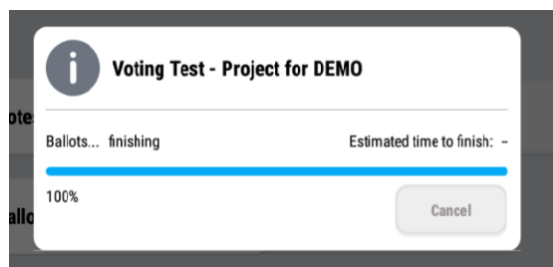 Voting Test - Project for DEMO
Ballots... finishing Estimated time to finish: –
100%
Cancel